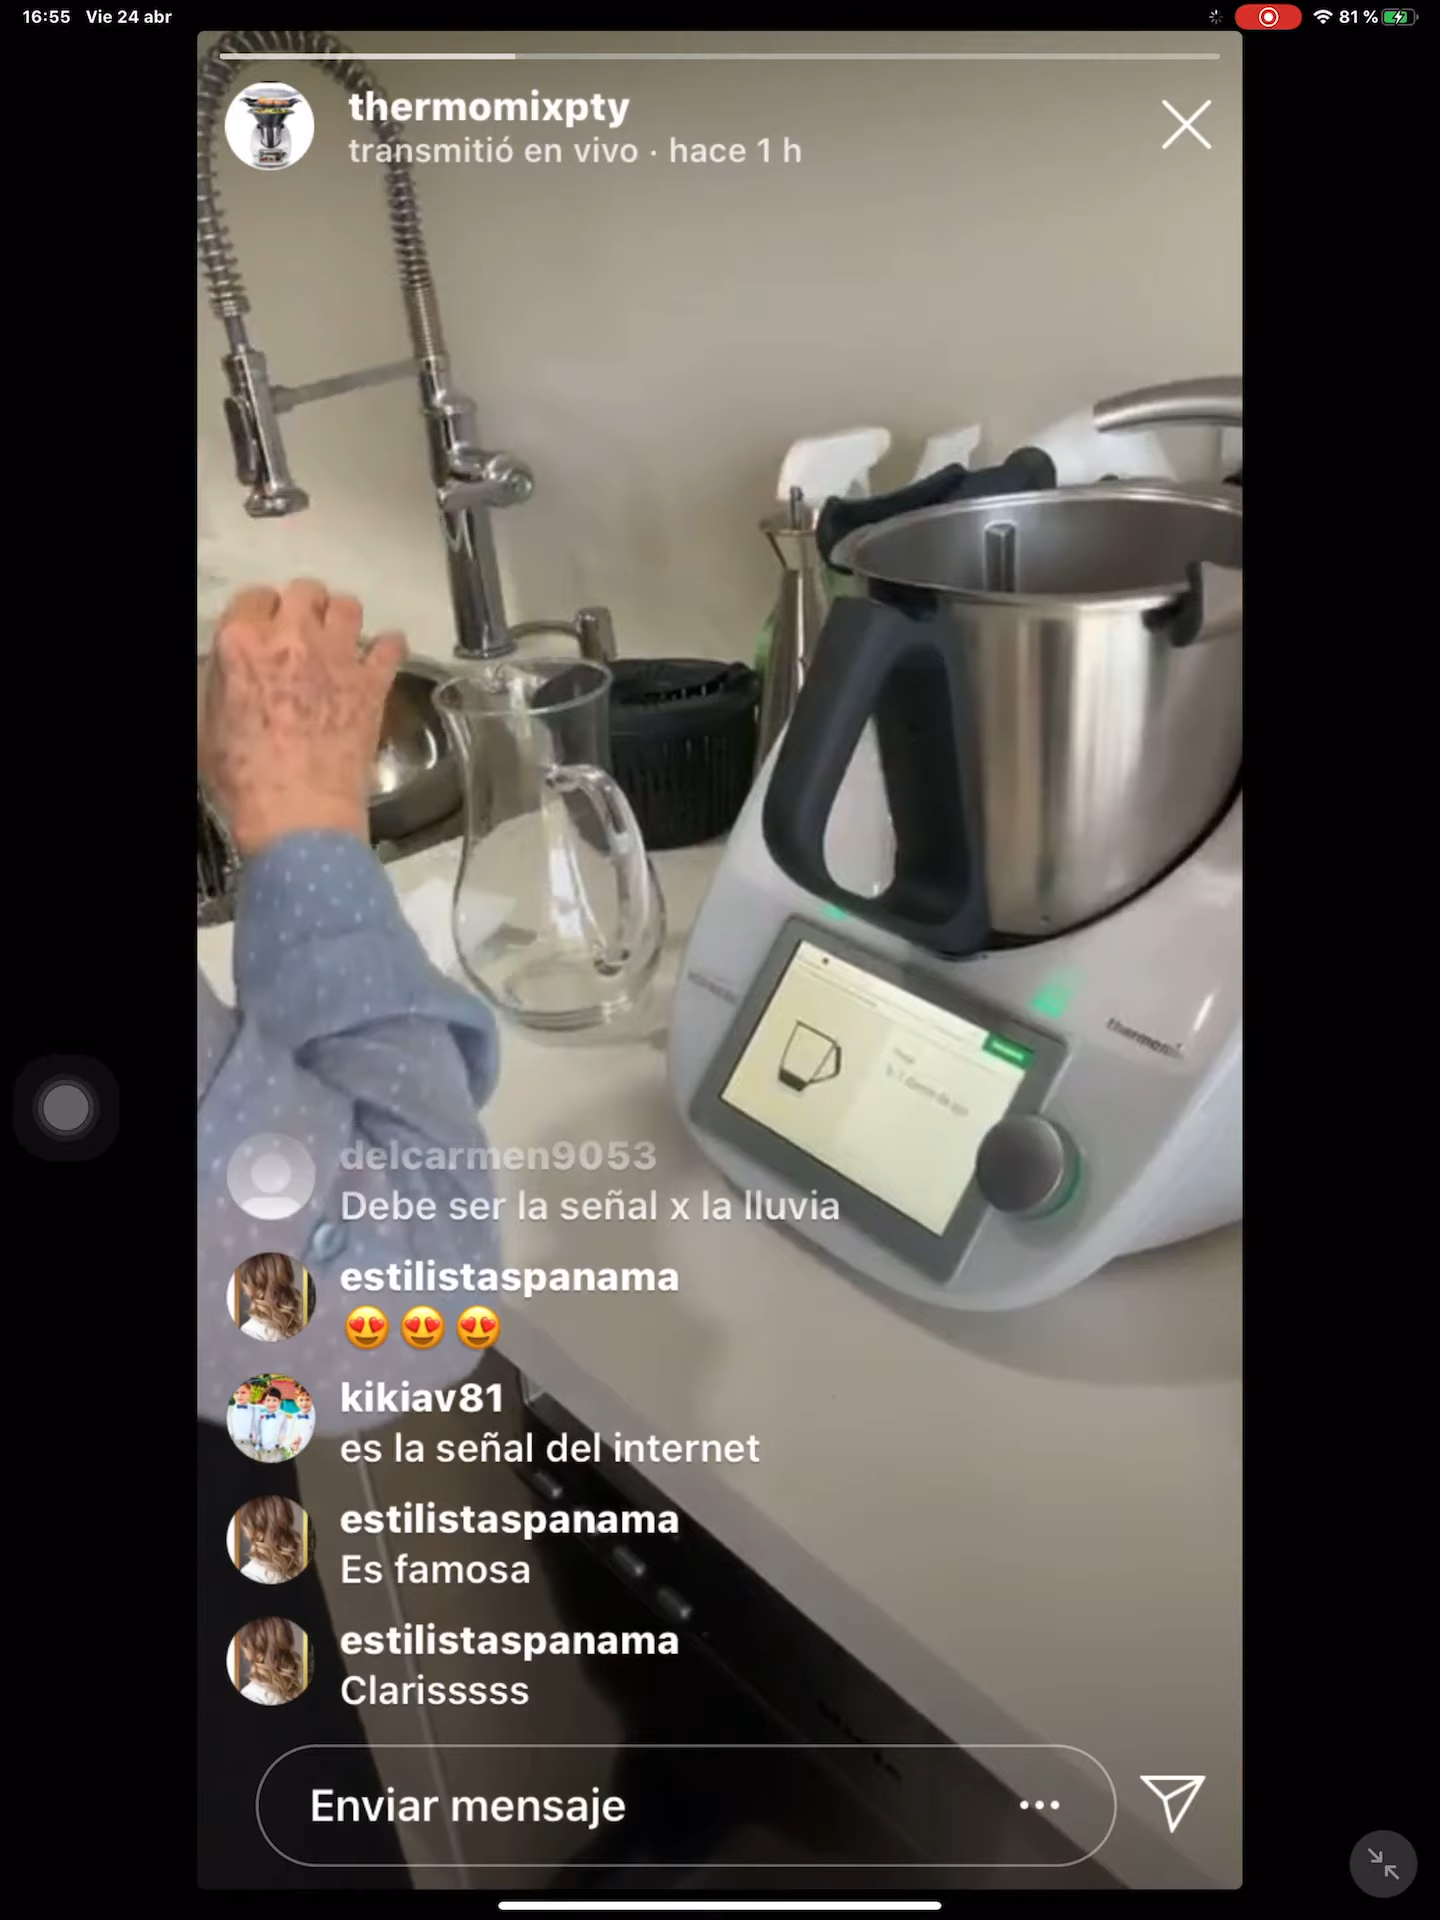 16:55 Vie 24 abr
81 %
thermomixpty
transmitió en vivo · hace 1 h
thermomix
delcarmen9053
Debe ser la señal x la lluvia
estilistaspanama
😍😍😍
kikiav81
es la señal del internet
estilistaspanama
Es famosa
estilistaspanama
Clarisssss
Enviar mensaje